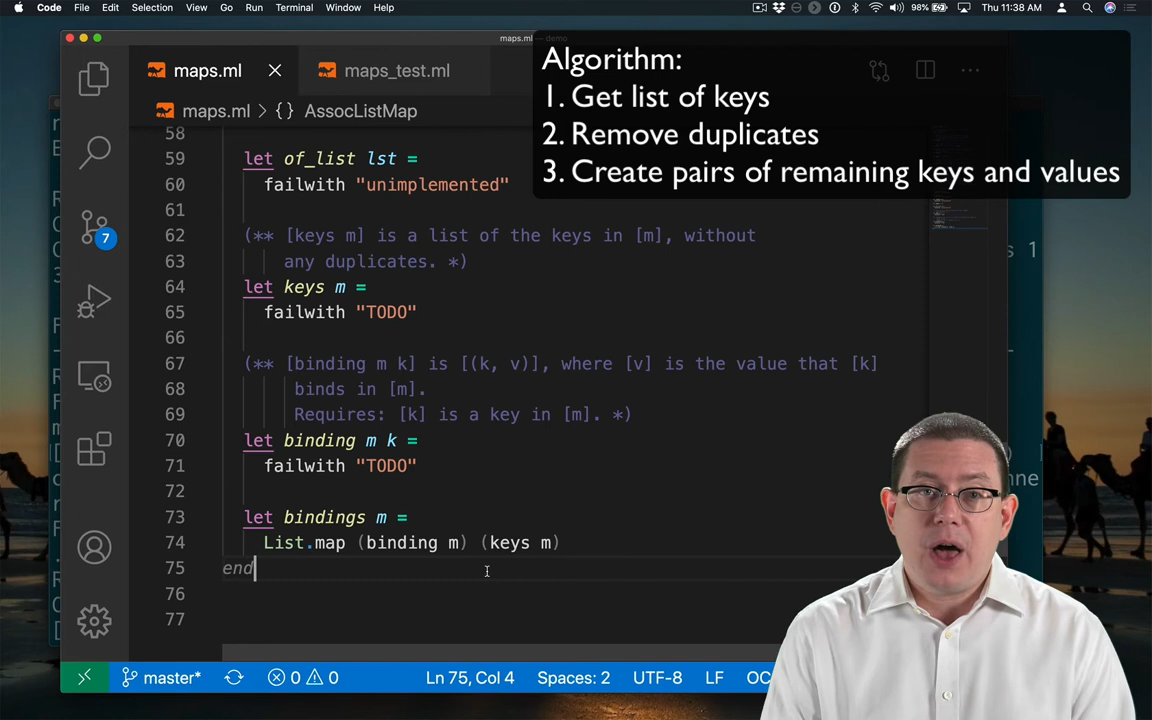 Code File Edit Selection View Go Run Terminal Window Help 98% Thu 11:38 AM
maps.ml — demo
maps.ml maps_test.ml
maps.ml > {} AssocListMap
Algorithm:
1. Get list of keys
2. Remove duplicates
3. Create pairs of remaining keys and values
58
59 let of_list lst =
60 failwith "unimplemented"
61
62 (** [keys m] is a list of the keys in [m], without
63 any duplicates. *)
64 let keys m =
65 failwith "TODO"
66
67 (** [binding m k] is [(k, v)], where [v] is the value that [k]
68 binds in [m].
69 Requires: [k] is a key in [m]. *)
70 let binding m k =
71 failwith "TODO"
72
73 let bindings m =
74 List.map (binding m) (keys m)
75 end
76
77
7
master* 0 0 Ln 75, Col 4 Spaces: 2 UTF-8 LF